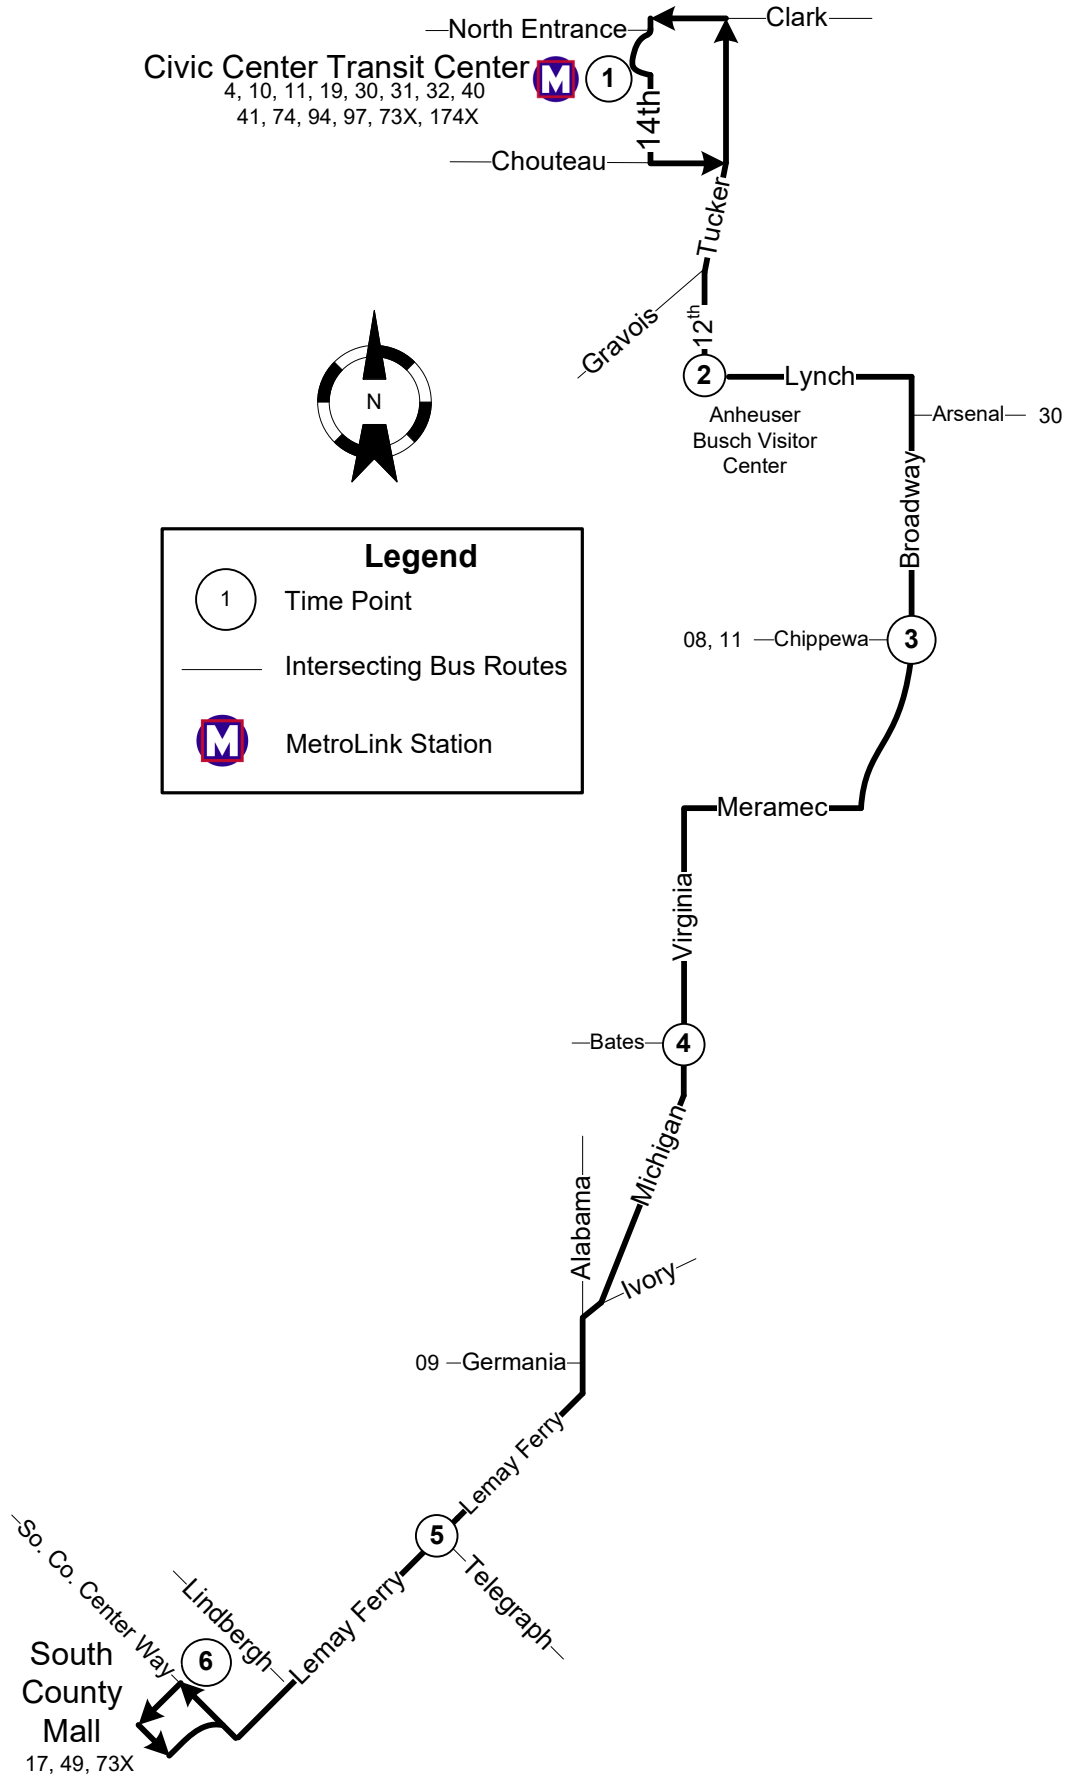 North Entrance
Clark
Civic Center Transit Center
M
1
4, 10, 11, 19, 30, 31, 32, 40
41, 74, 94, 97, 73X, 174X
14th
Chouteau
Tucker
Gravois
12th
2
Lynch
Anheuser
Busch Visitor
Center
Arsenal
30
N
Broadway
Legend
1
Time Point
Intersecting Bus Routes
M
MetroLink Station
08, 11
Chippewa
3
Meramec
Virginia
Bates
4
Michigan
Alabama
Ivory
09
Germania
Lemay Ferry
5
Telegraph
Lemay Ferry
So. Co. Center Way
Lindbergh
6
South
County
Mall
17, 49, 73X